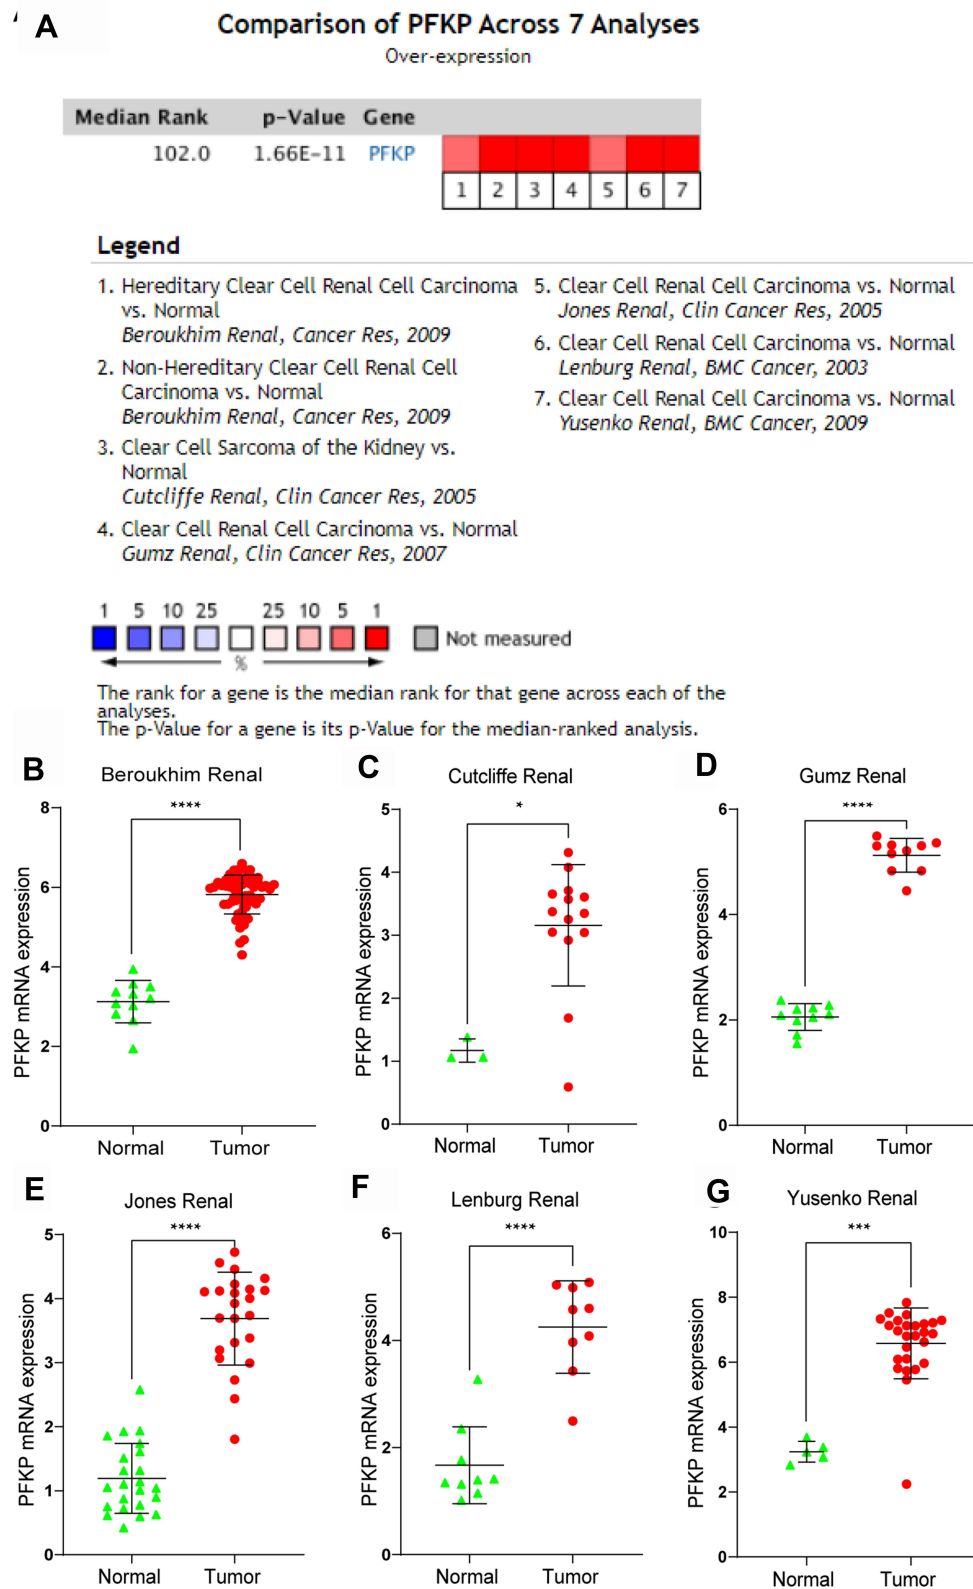 A
Comparison of PFKP Across 7 Analyses
Over-expression
Median Rank p-Value Gene
102.0 1.66E-11 PFKP
1 2 3 4 5 6 7
Legend
1. Hereditary Clear Cell Renal Cell Carcinoma
vs. Normal
Beroukhim Renal, Cancer Res, 2009
2. Non-Hereditary Clear Cell Renal Cell
Carcinoma vs. Normal
Beroukhim Renal, Cancer Res, 2009
3. Clear Cell Sarcoma of the Kidney vs.
Normal
Cutcliffe Renal, Clin Cancer Res, 2005
4. Clear Cell Renal Cell Carcinoma vs. Normal
Gumz Renal, Clin Cancer Res, 2007
5. Clear Cell Renal Cell Carcinoma vs. Normal
Jones Renal, Clin Cancer Res, 2005
6. Clear Cell Renal Cell Carcinoma vs. Normal
Lenburg Renal, BMC Cancer, 2003
7. Clear Cell Renal Cell Carcinoma vs. Normal
Yusenko Renal, BMC Cancer, 2009
1 5 10 25 25 10 5 1
%
Not measured
The rank for a gene is the median rank for that gene across each of the
analyses.
The p-Value for a gene is its p-Value for the median-ranked analysis.
B
Beroukhim Renal
****
PFKP mRNA expression
8
6
4
2
0
Normal Tumor
C
Cutcliffe Renal
*
PFKP mRNA expression
5
4
3
2
1
0
Normal Tumor
D
Gumz Renal
****
PFKP mRNA expression
6
4
2
0
Normal Tumor
E
Jones Renal
****
PFKP mRNA expression
5
4
3
2
1
0
Normal Tumor
F
Lenburg Renal
****
PFKP mRNA expression
6
4
2
0
Normal Tumor
G
Yusenko Renal
***
PFKP mRNA expression
10
8
6
4
2
0
Normal Tumor